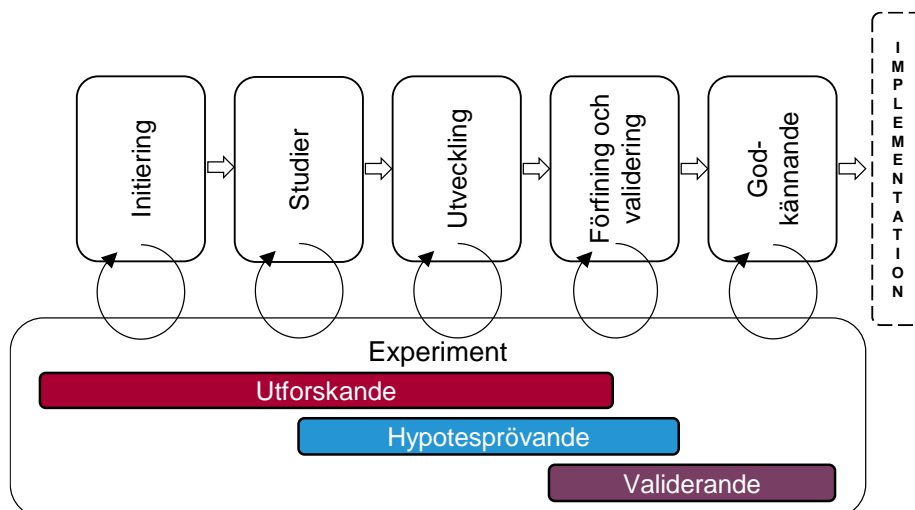 Initiering
Studier
Utveckling
Förfining och
validering
God-
kännande
IMPLEMENTATION
Experiment
Utforskande
Hypotesprövande
Validerande